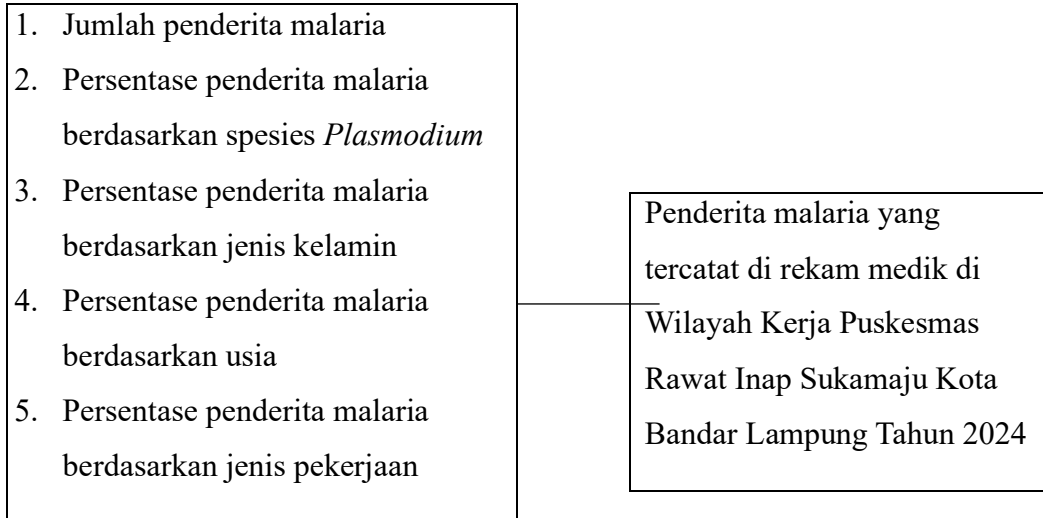 1. Jumlah penderita malaria
2. Persentase penderita malaria
berdasarkan spesies Plasmodium
3. Persentase penderita malaria
berdasarkan jenis kelamin
4. Persentase penderita malaria
berdasarkan usia
5. Persentase penderita malaria
berdasarkan jenis pekerjaan
Penderita malaria yang
tercatat di rekam medik di
Wilayah Kerja Puskesmas
Rawat Inap Sukamaju Kota
Bandar Lampung Tahun 2024